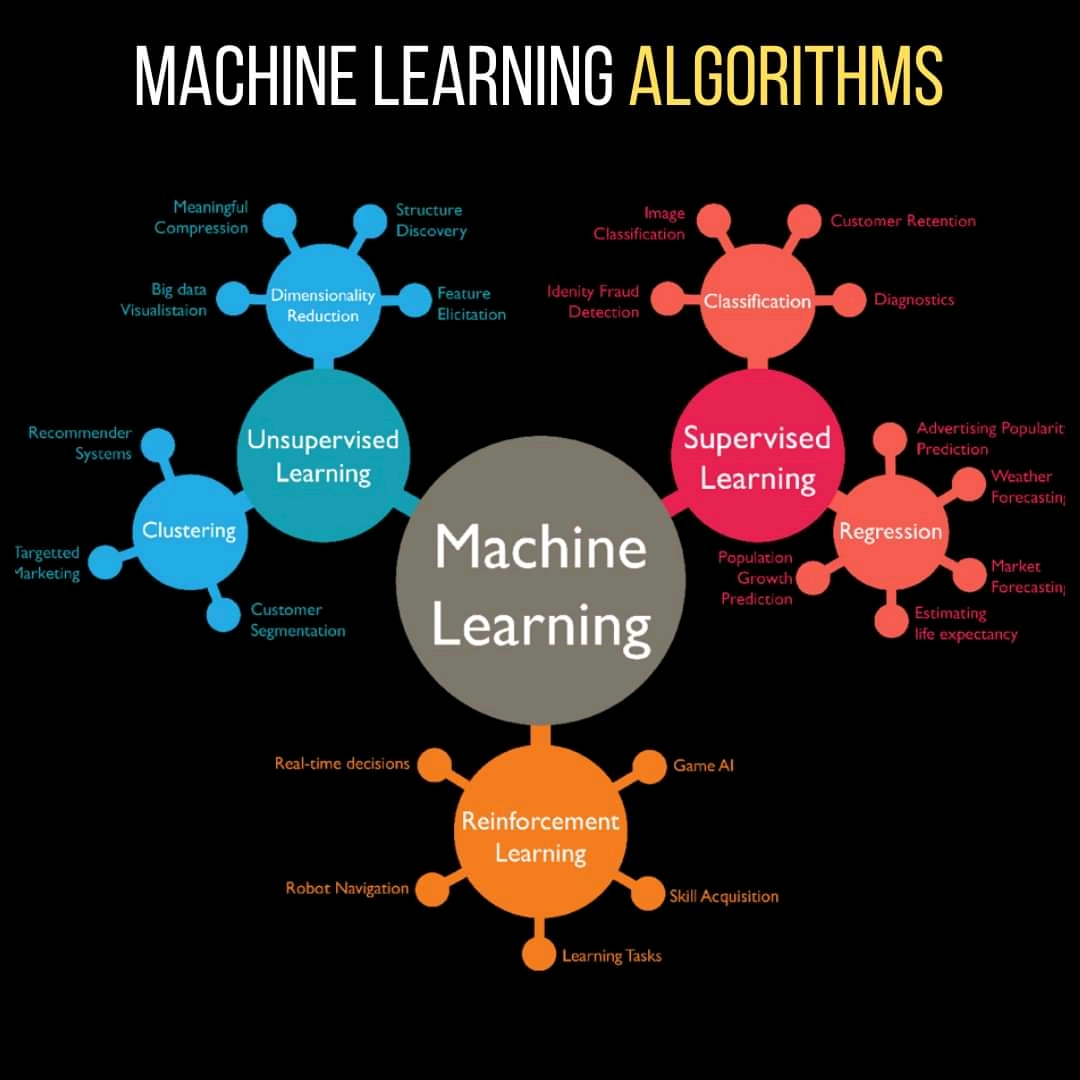 MACHINE LEARNING ALGORITHMS
Meaningful
Compression
Structure
Discovery
Big data
Visualistaion
Dimensionality
Reduction
Feature
Elicitation
Image
Classification
Customer Retention
Idenity Fraud
Detection
Classification
Diagnostics
Unsupervised
Learning
Recommender
Systems
Clustering
Targetted
Marketing
Customer
Segmentation
Supervised
Learning
Advertising Popularit
Prediction
Weather
Forecasting
Regression
Population
Growth
Prediction
Market
Forecasting
Estimating
life expectancy
Machine
Learning
Real-time decisions
Game AI
Reinforcement
Learning
Robot Navigation
Skill Acquisition
Learning Tasks